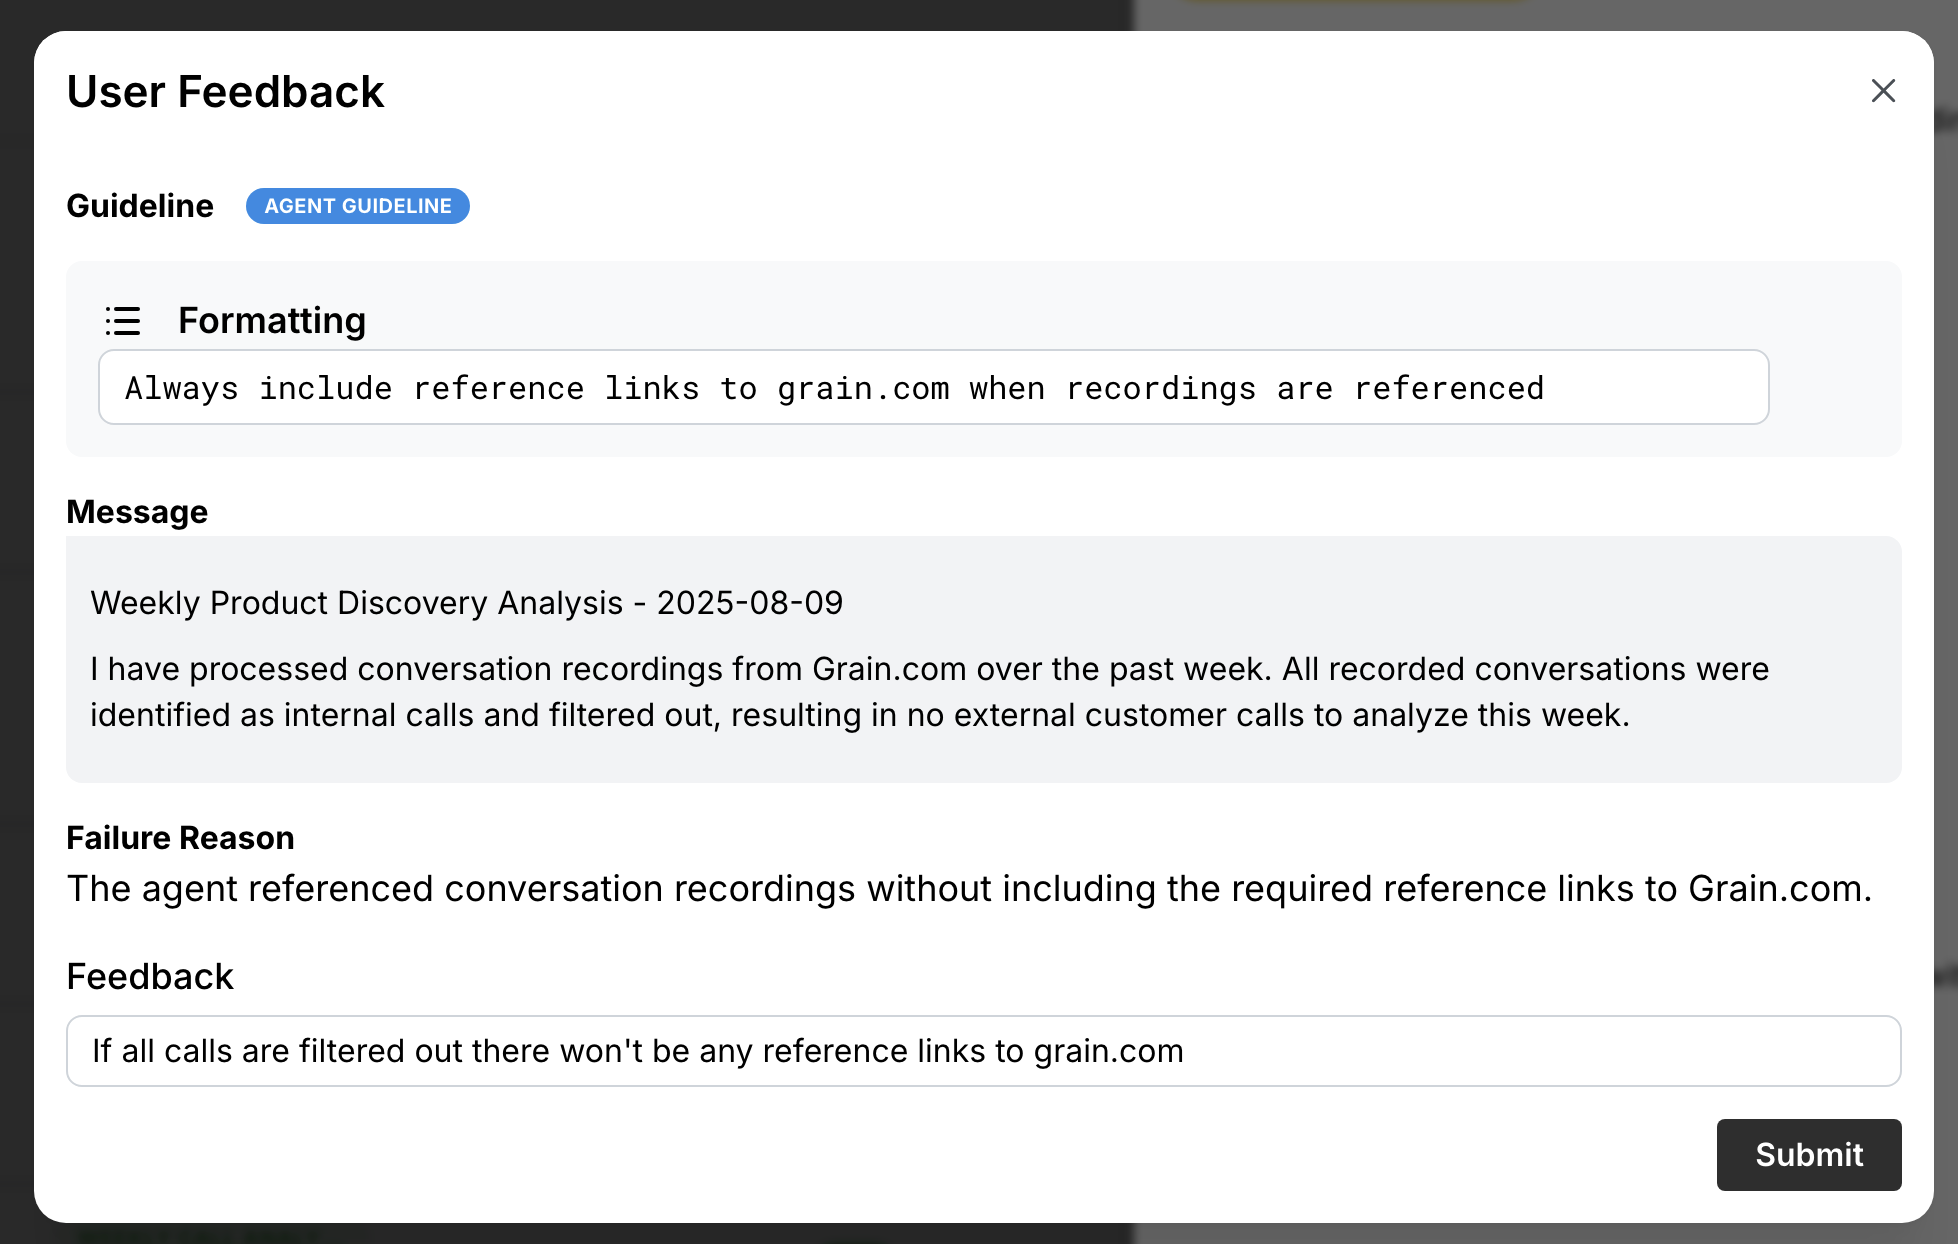 User Feedback
Guideline
AGENT GUIDELINE
Formatting
Always include reference links to grain.com when recordings are referenced
Message
Weekly Product Discovery Analysis - 2025-08-09
I have processed conversation recordings from Grain.com over the past week. All recorded conversations were
identified as internal calls and filtered out, resulting in no external customer calls to analyze this week.
Failure Reason
The agent referenced conversation recordings without including the required reference links to Grain.com.
Feedback
If all calls are filtered out there won't be any reference links to grain.com
Submit